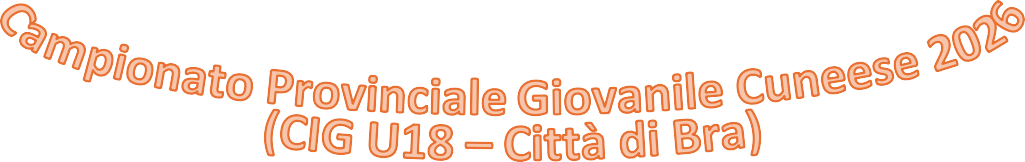 Campionato Provinciale Giovanile Cuneese 2026
(CIG U18 – Città di Bra)